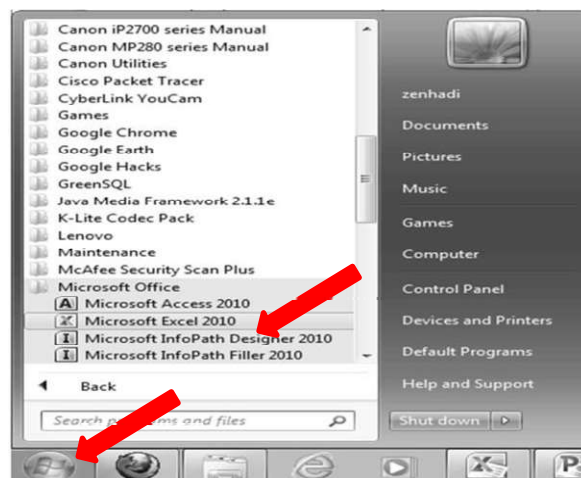 Canon iP2700 series Manual
Canon MP280 series Manual
Canon Utilities
Cisco Packet Tracer
CyberLink YouCam
Games
Google Chrome
Google Earth
Google Hacks
GreenSQL
Java Media Framework 2.1.1e
K-Lite Codec Pack
Lenovo
Maintenance
McAfee Security Scan Plus
Microsoft Office
Microsoft Access 2010
Microsoft Excel 2010
Microsoft InfoPath Designer 2010
Microsoft InfoPath Filler 2010
Back
Search programs and files
zenhadi
Documents
Pictures
Music
Games
Computer
Control Panel
Devices and Printers
Default Programs
Help and Support
Shut down